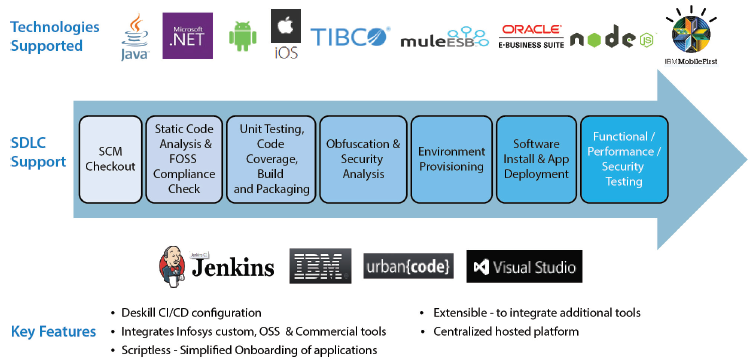 Technologies
Supported
Java
Microsoft
.NET
iOS
TIBCO
muleESB
ORACLE
E-BUSINESS SUITE
node
JS
IBM MobileFirst
SDLC
Support
SCM
Checkout
Static Code
Analysis &
FOSS
Compliance
Check
Unit Testing,
Code
Coverage,
Build
and Packaging
Obfuscation &
Security
Analysis
Environment
Provisioning
Software
Install & App
Deployment
Functional /
Performance /
Security
Testing
Jenkins
IBM
urban{code}
Visual Studio
Key Features
• Deskill CI/CD configuration
• Integrates Infosys custom, OSS & Commercial tools
• Scriptless - Simplified Onboarding of applications
• Extensible - to integrate additional tools
• Centralized hosted platform